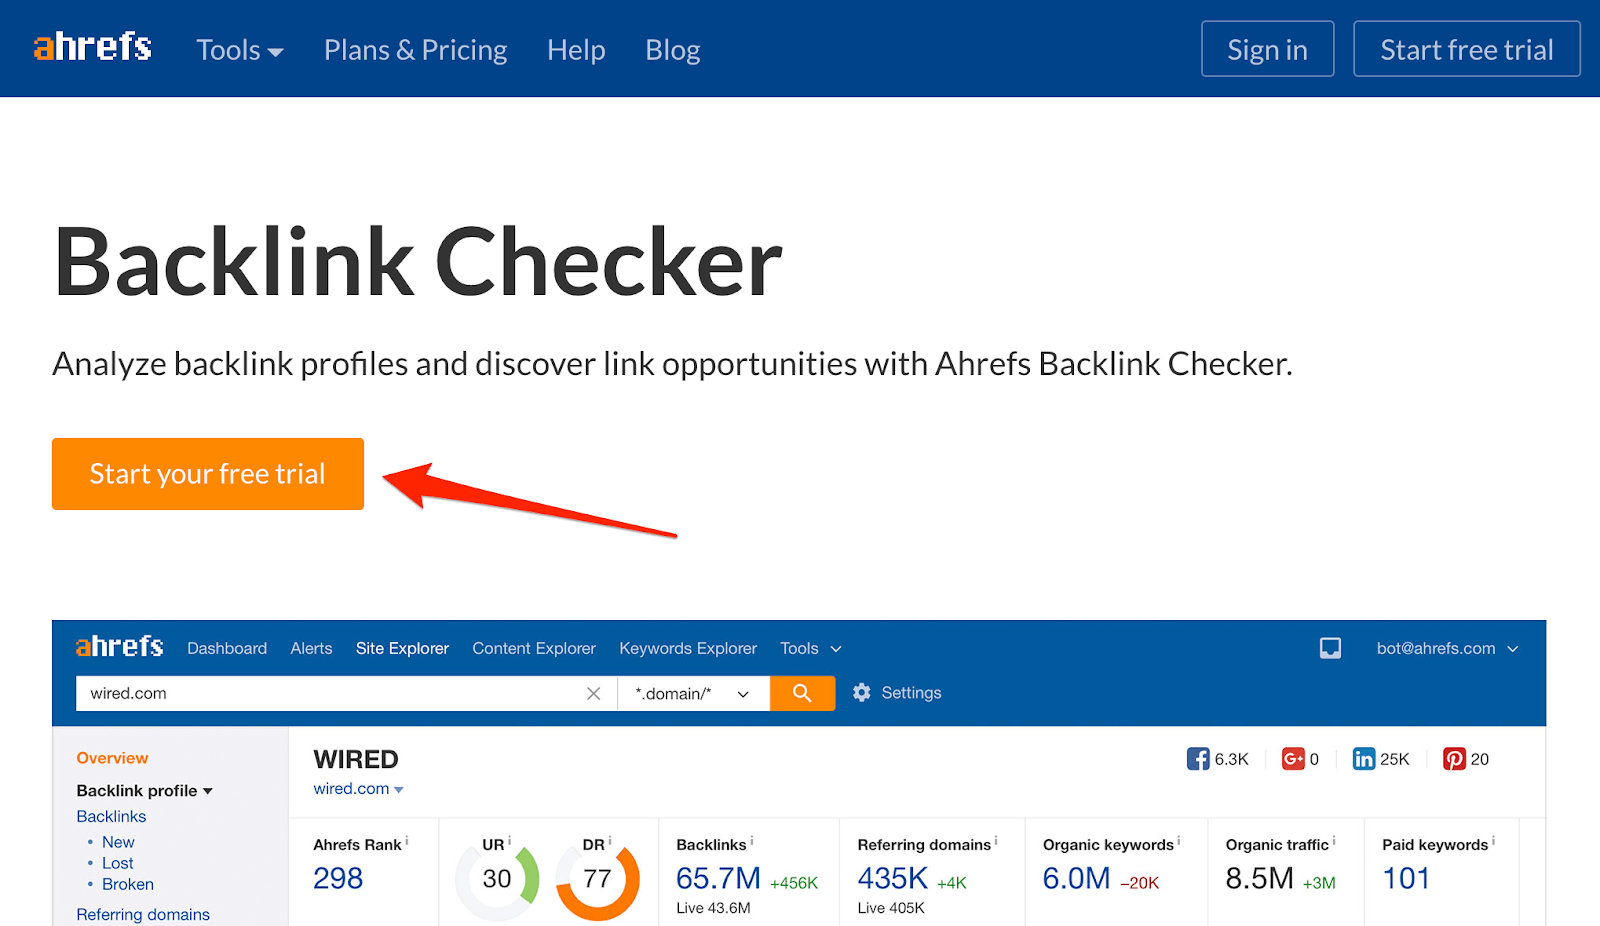 ahrefs Tools Plans & Pricing Help Blog Sign in Start free trial
Backlink Checker
Analyze backlink profiles and discover link opportunities with Ahrefs Backlink Checker.
Start your free trial
ahrefs Dashboard Alerts Site Explorer Content Explorer Keywords Explorer Tools bot@ahrefs.com
wired.com *.domain/* Settings
Overview
Backlink profile
Backlinks
• New
• Lost
• Broken
Referring domains
WIRED
wired.com
6.3K G+ 0 in 25K 20
Ahrefs Rank i UR i DR i Backlinks i Referring domains i Organic keywords i Organic traffic i Paid keywords i
298 30 77 65.7M +456K 435K +4K 6.0M −20K 8.5M +3M 101
Live 43.6M Live 405K